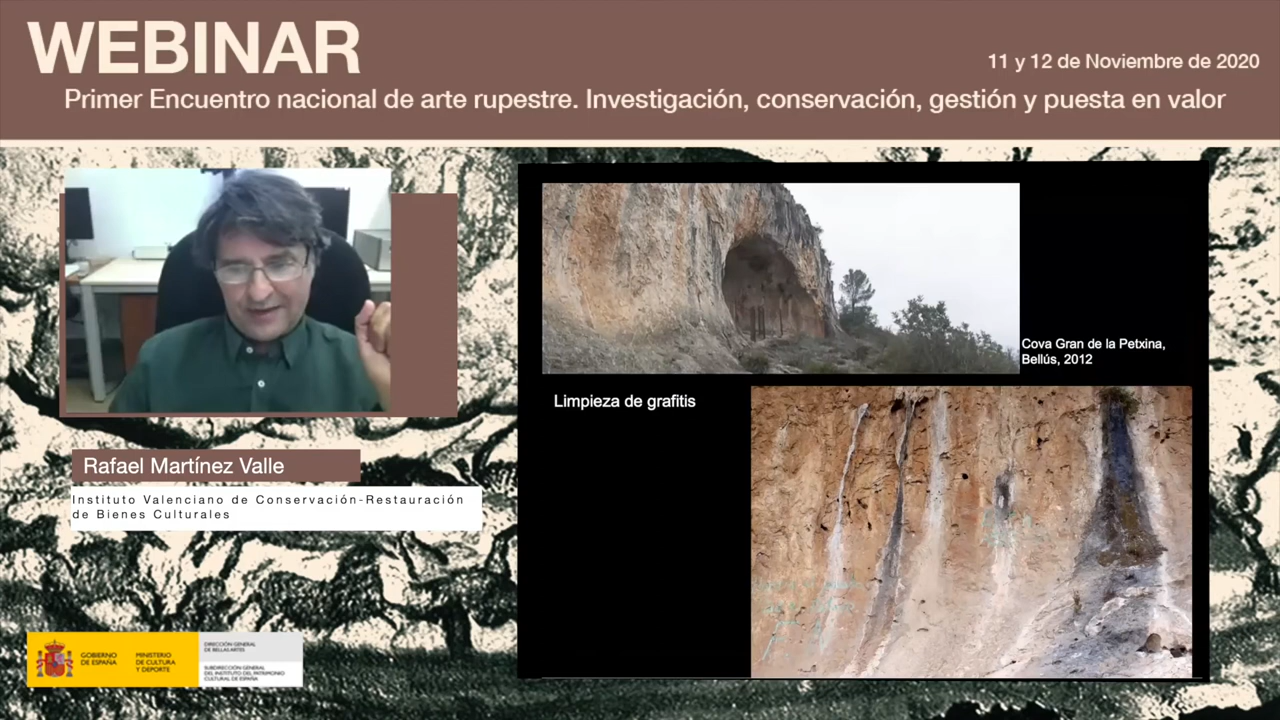 WEBINAR
11 y 12 de Noviembre de 2020
Primer Encuentro nacional de arte rupestre. Investigación, conservación, gestión y puesta en valor
Cova Gran de la Petxina,
Bellús, 2012
Limpieza de grafitis
Rafael Martínez Valle
Instituto Valenciano de Conservación-Restauración
de Bienes Culturales
GOBIERNO
DE ESPAÑA
MINISTERIO
DE CULTURA
Y DEPORTE
DIRECCIÓN GENERAL
DE BELLAS ARTES
SUBDIRECCIÓN GENERAL
DEL INSTITUTO DEL PATRIMONIO
CULTURAL DE ESPAÑA